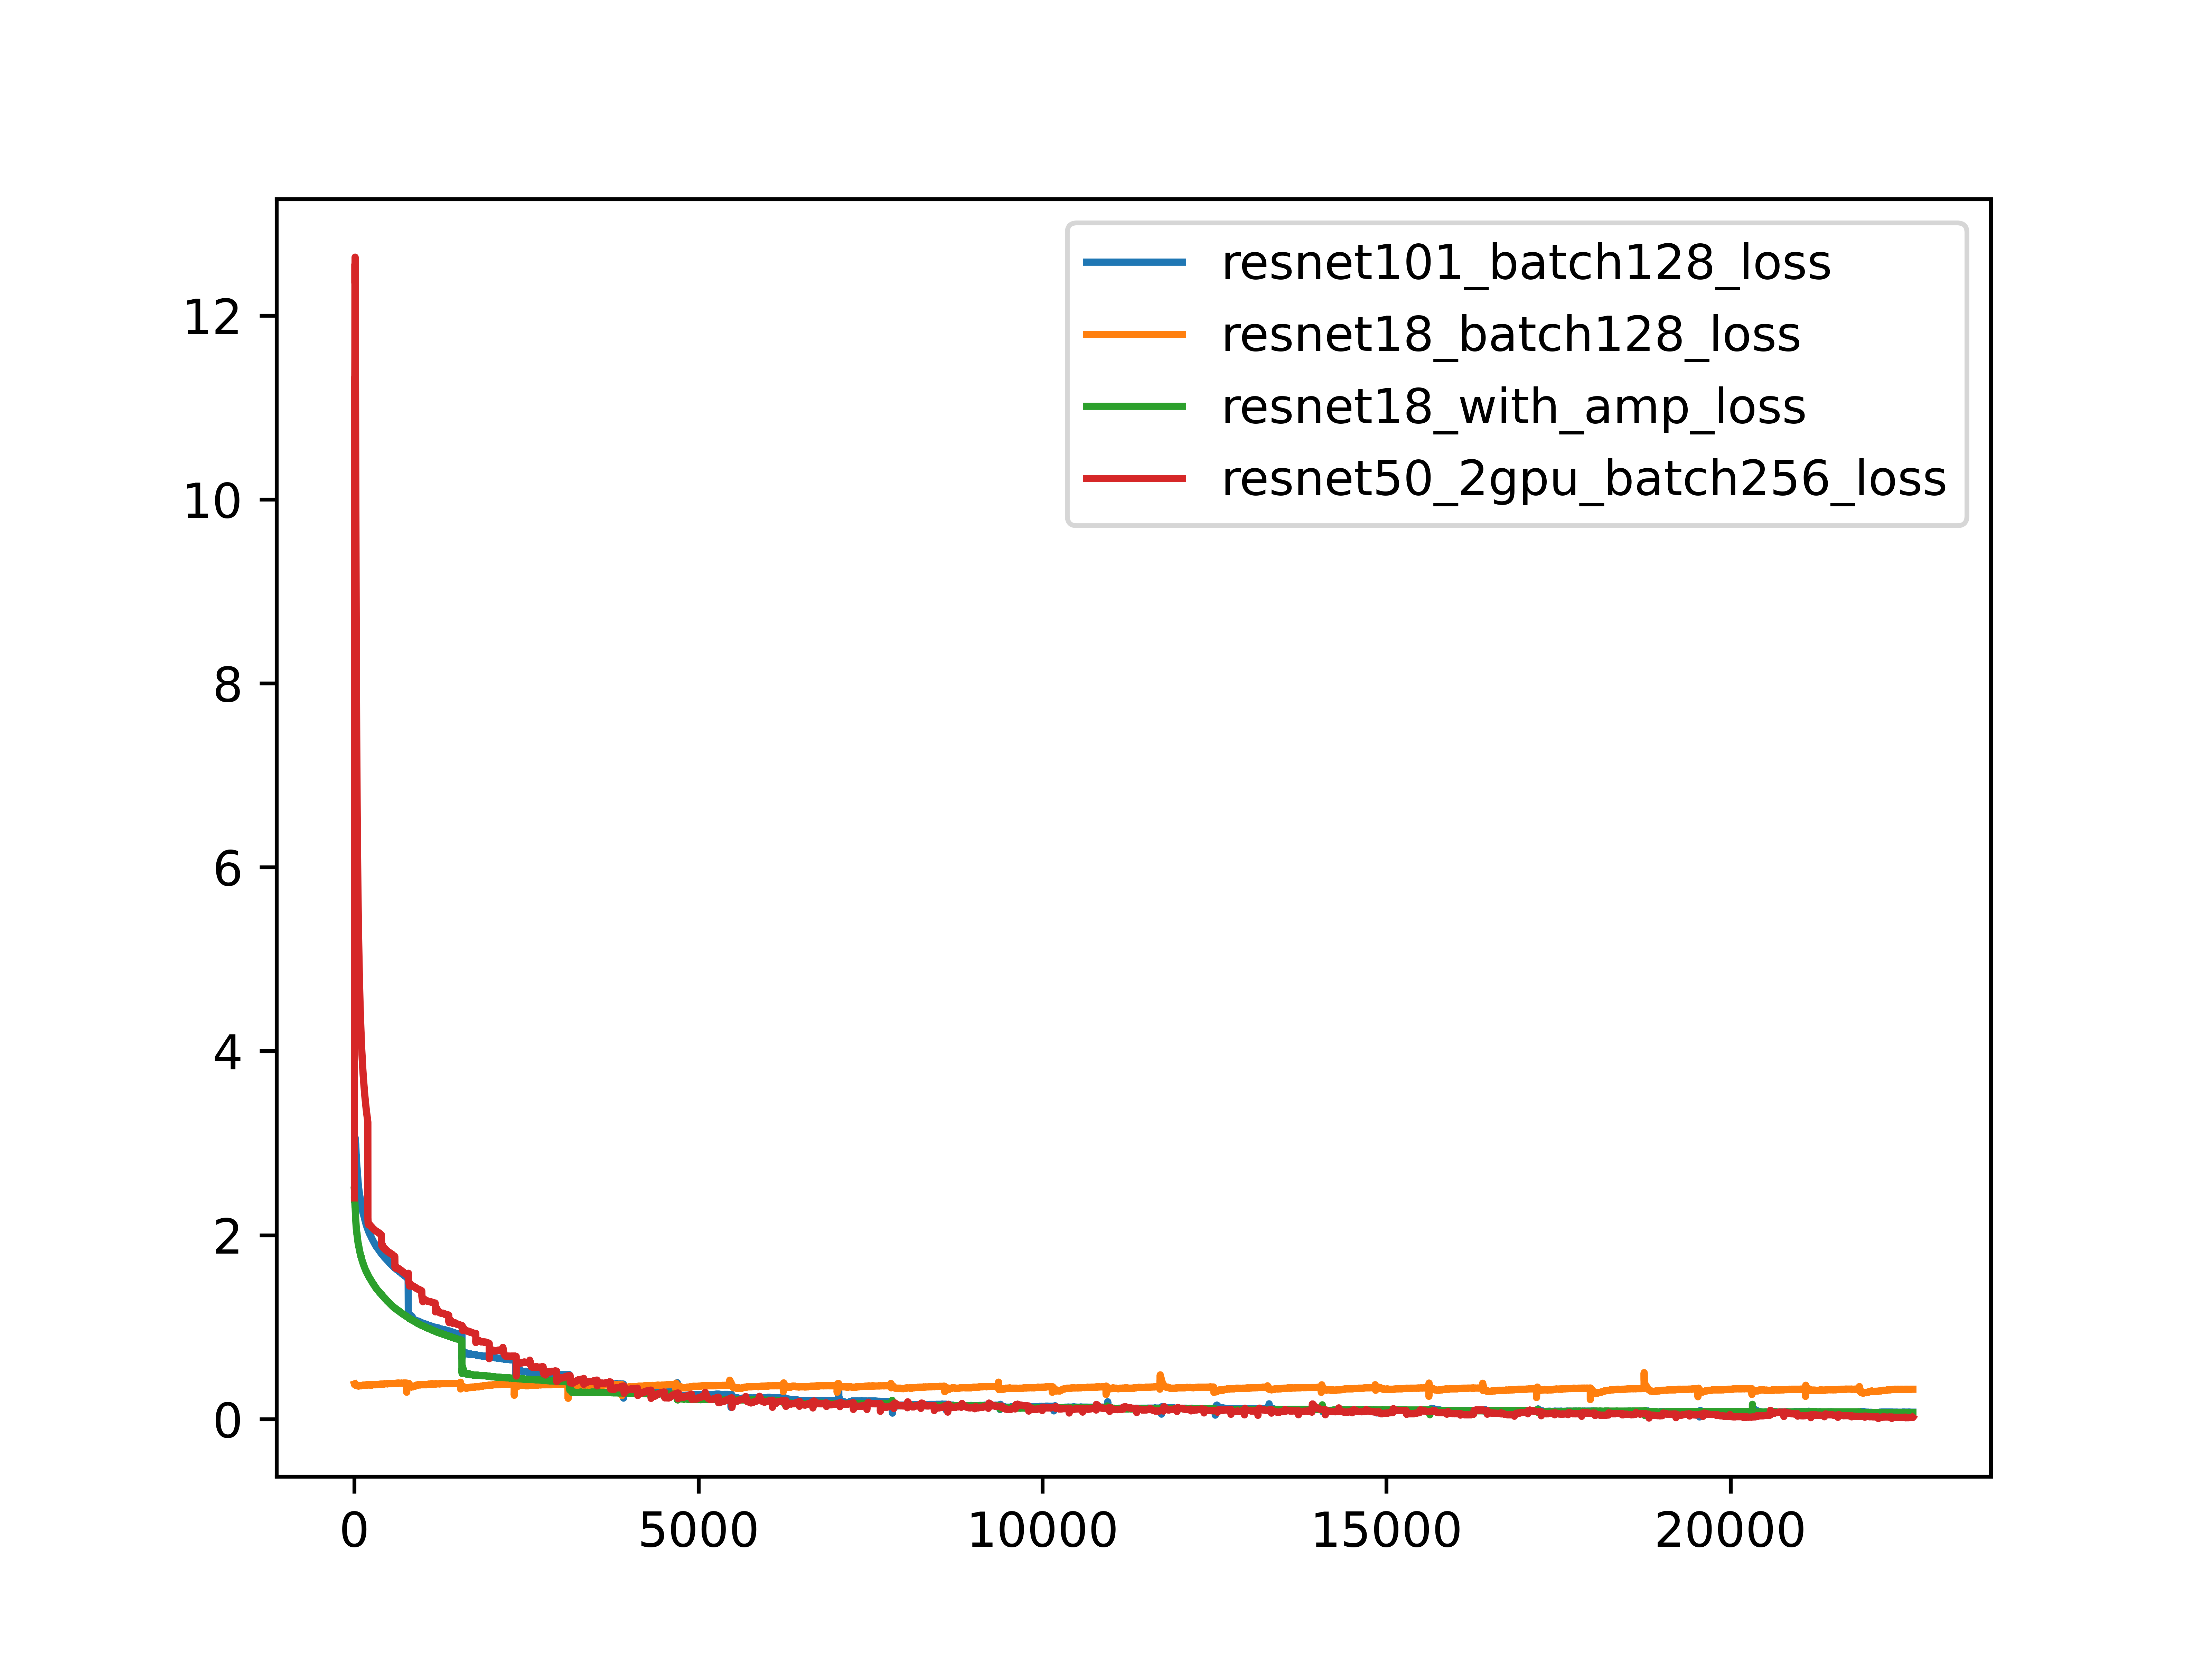 resnet101_batch128_loss
resnet18_batch128_loss
resnet18_with_amp_loss
resnet50_2gpu_batch256_loss
12
10
8
6
4
2
0
0 5000 10000 15000 20000